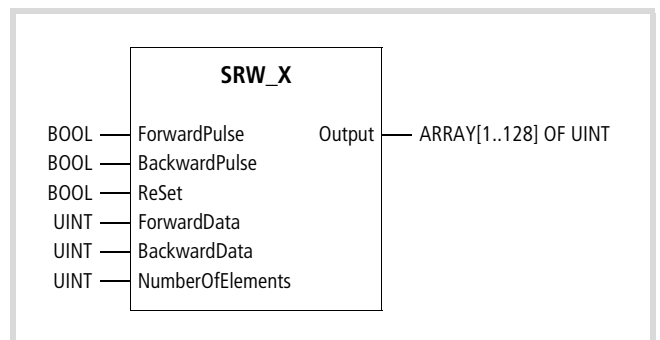 SRW_X
BOOL ForwardPulse Output ARRAY[1..128] OF UINT
BOOL BackwardPulse
BOOL ReSet
UINT ForwardData
UINT BackwardData
UINT NumberOfElements